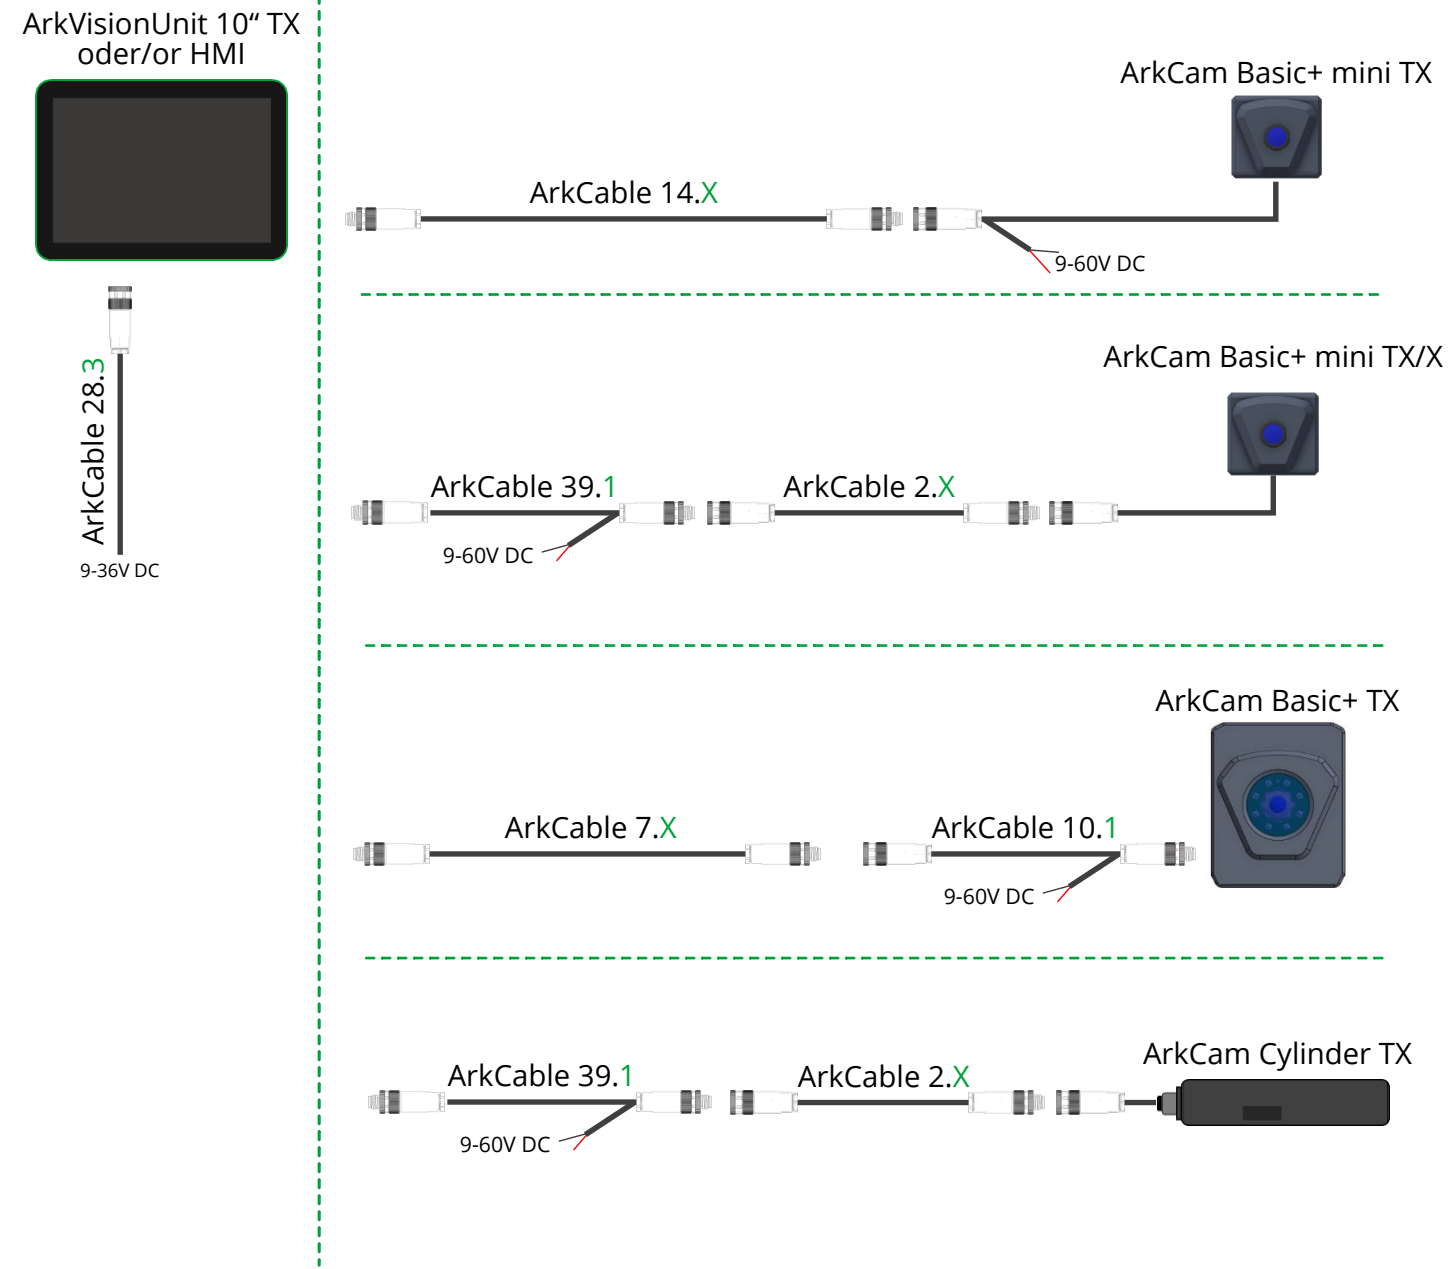 ArkVisionUnit 10“ TX
oder/or HMI
ArkCable 28.3
9-36V DC
ArkCam Basic+ mini TX
ArkCable 14.X
9-60V DC
ArkCam Basic+ mini TX/X
ArkCable 39.1
ArkCable 2.X
9-60V DC
ArkCam Basic+ TX
ArkCable 7.X
ArkCable 10.1
9-60V DC
ArkCam Cylinder TX
ArkCable 39.1
ArkCable 2.X
9-60V DC